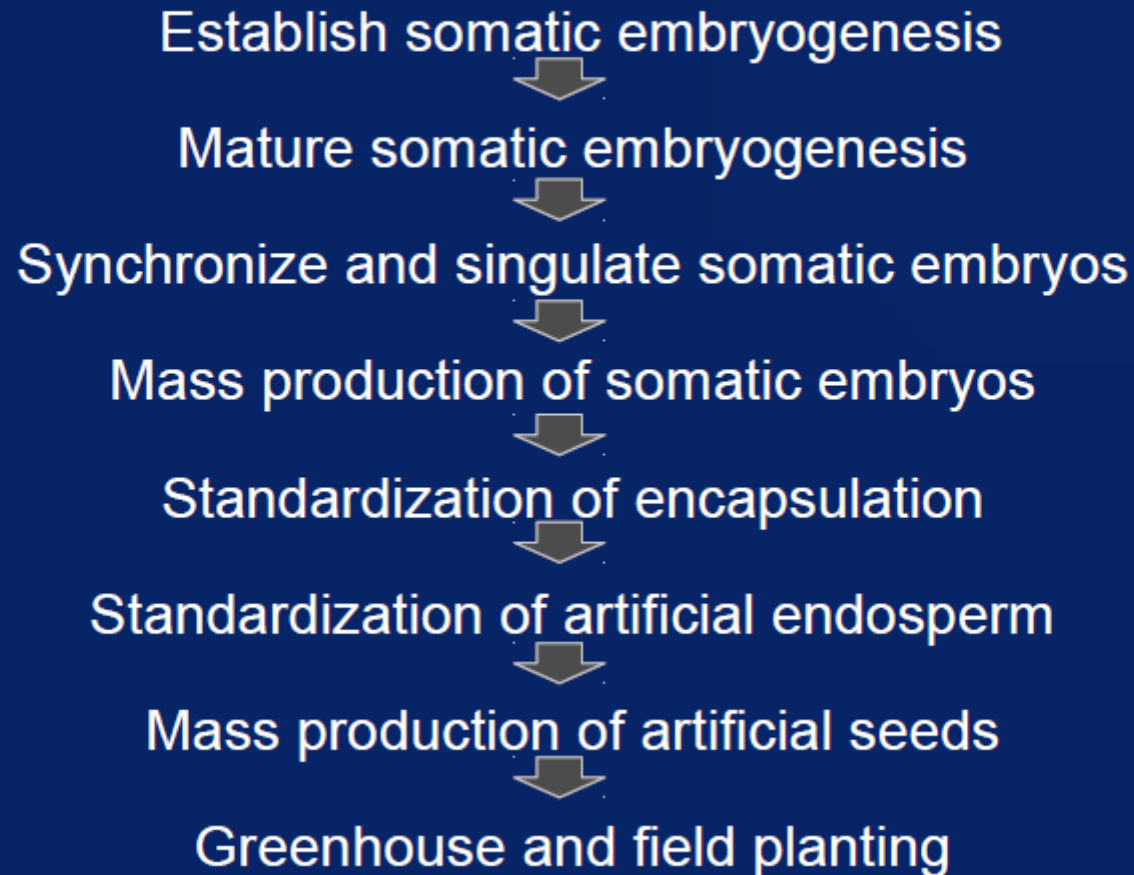 Establish somatic embryogenesis
Mature somatic embryogenesis
Synchronize and singulate somatic embryos
Mass production of somatic embryos
Standardization of encapsulation
Standardization of artificial endosperm
Mass production of artificial seeds
Greenhouse and field planting